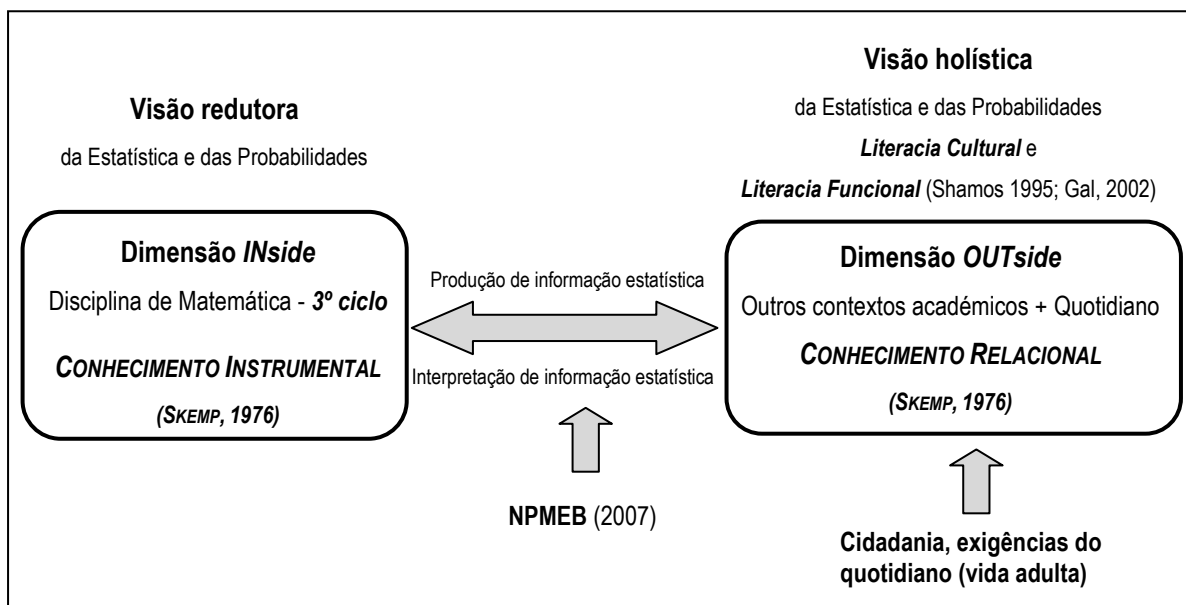 Visão redutora
da Estatística e das Probabilidades
Dimensão INside
Disciplina de Matemática - 3º ciclo
CONHECIMENTO INSTRUMENTAL
(SKEMP, 1976)
Produção de informação estatística
Interpretação de informação estatística
NPMEB (2007)
Visão holística
da Estatística e das Probabilidades
Literacia Cultural e
Literacia Funcional (Shamos 1995; Gal, 2002)
Dimensão OUTside
Outros contextos académicos + Quotidiano
CONHECIMENTO RELACIONAL
(SKEMP, 1976)
Cidadania, exigências do
quotidiano (vida adulta)